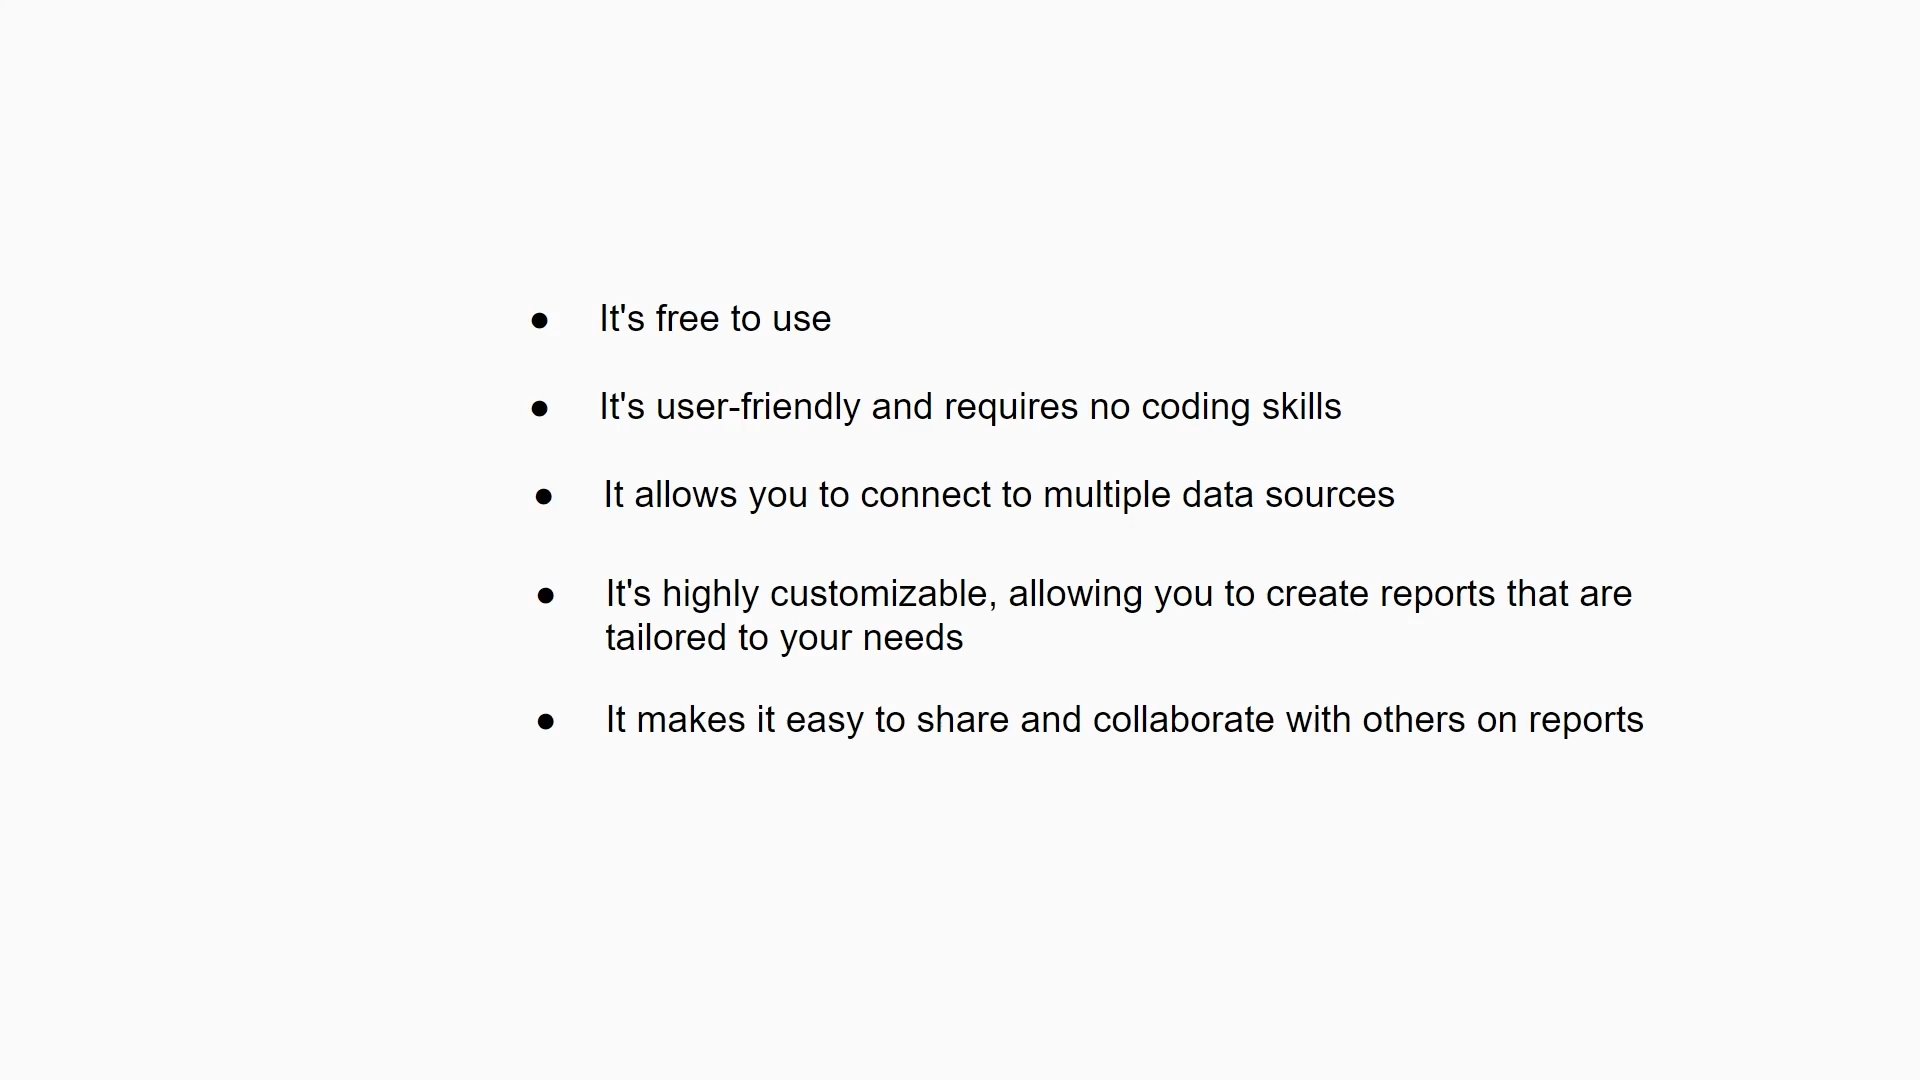 ● It's free to use
● It's user-friendly and requires no coding skills
● It allows you to connect to multiple data sources
● It's highly customizable, allowing you to create reports that are
tailored to your needs
● It makes it easy to share and collaborate with others on reports